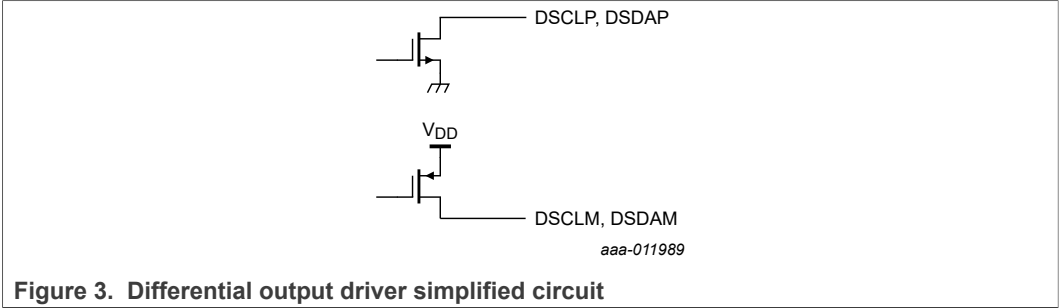 DSCLP, DSDAP
VDD
DSCLM, DSDAM
aaa-011989
Figure 3. Differential output driver simplified circuit